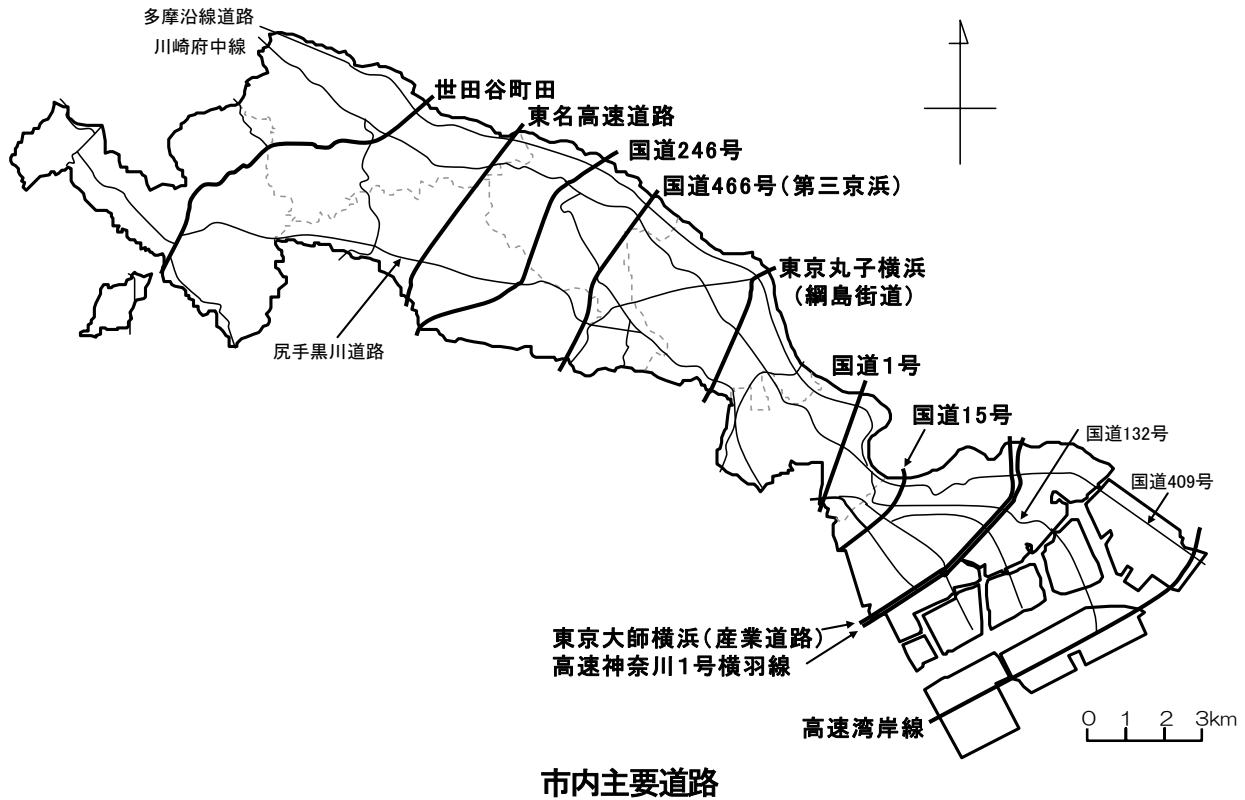 多摩沿線道路
川崎府中線
世田谷町田
東名高速道路
国道246号
国道466号(第三京浜)
東京丸子横浜
(綱島街道)
尻手黒川道路
国道1号
国道15号
国道132号
国道409号
東京大師横浜(産業道路)
高速神奈川1号横羽線
高速湾岸線
0 1 2 3km
市内主要道路